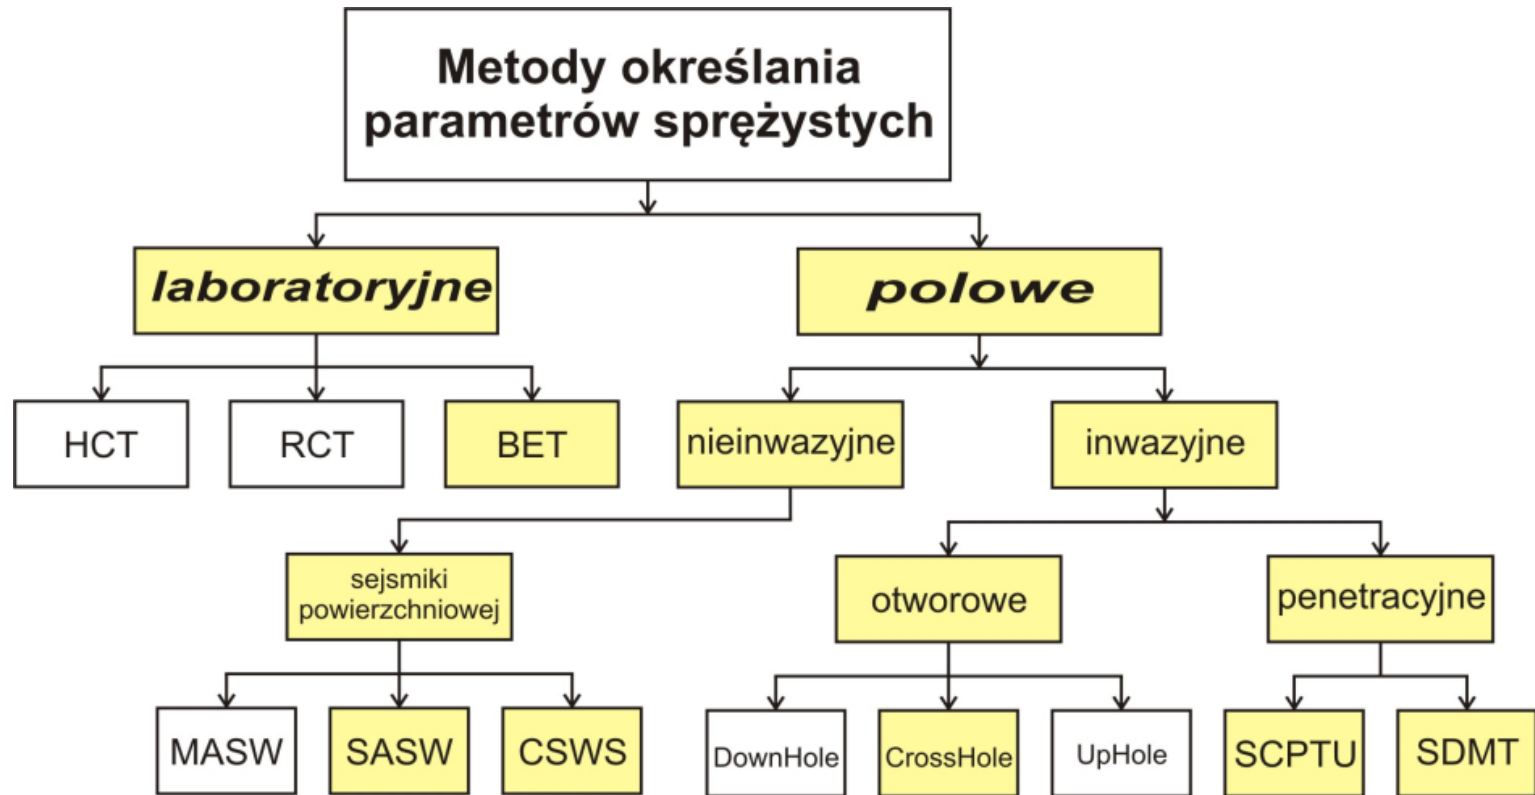 Metody określania
parametrów sprężystych
laboratoryjne
polowe
HCT
RCT
BET
nieinwazyjne
inwazyjne
sejsmiki
powierzchniowej
otworowe
penetracyjne
MASW
SASW
CSWS
DownHole
CrossHole
UpHole
SCPTU
SDMT